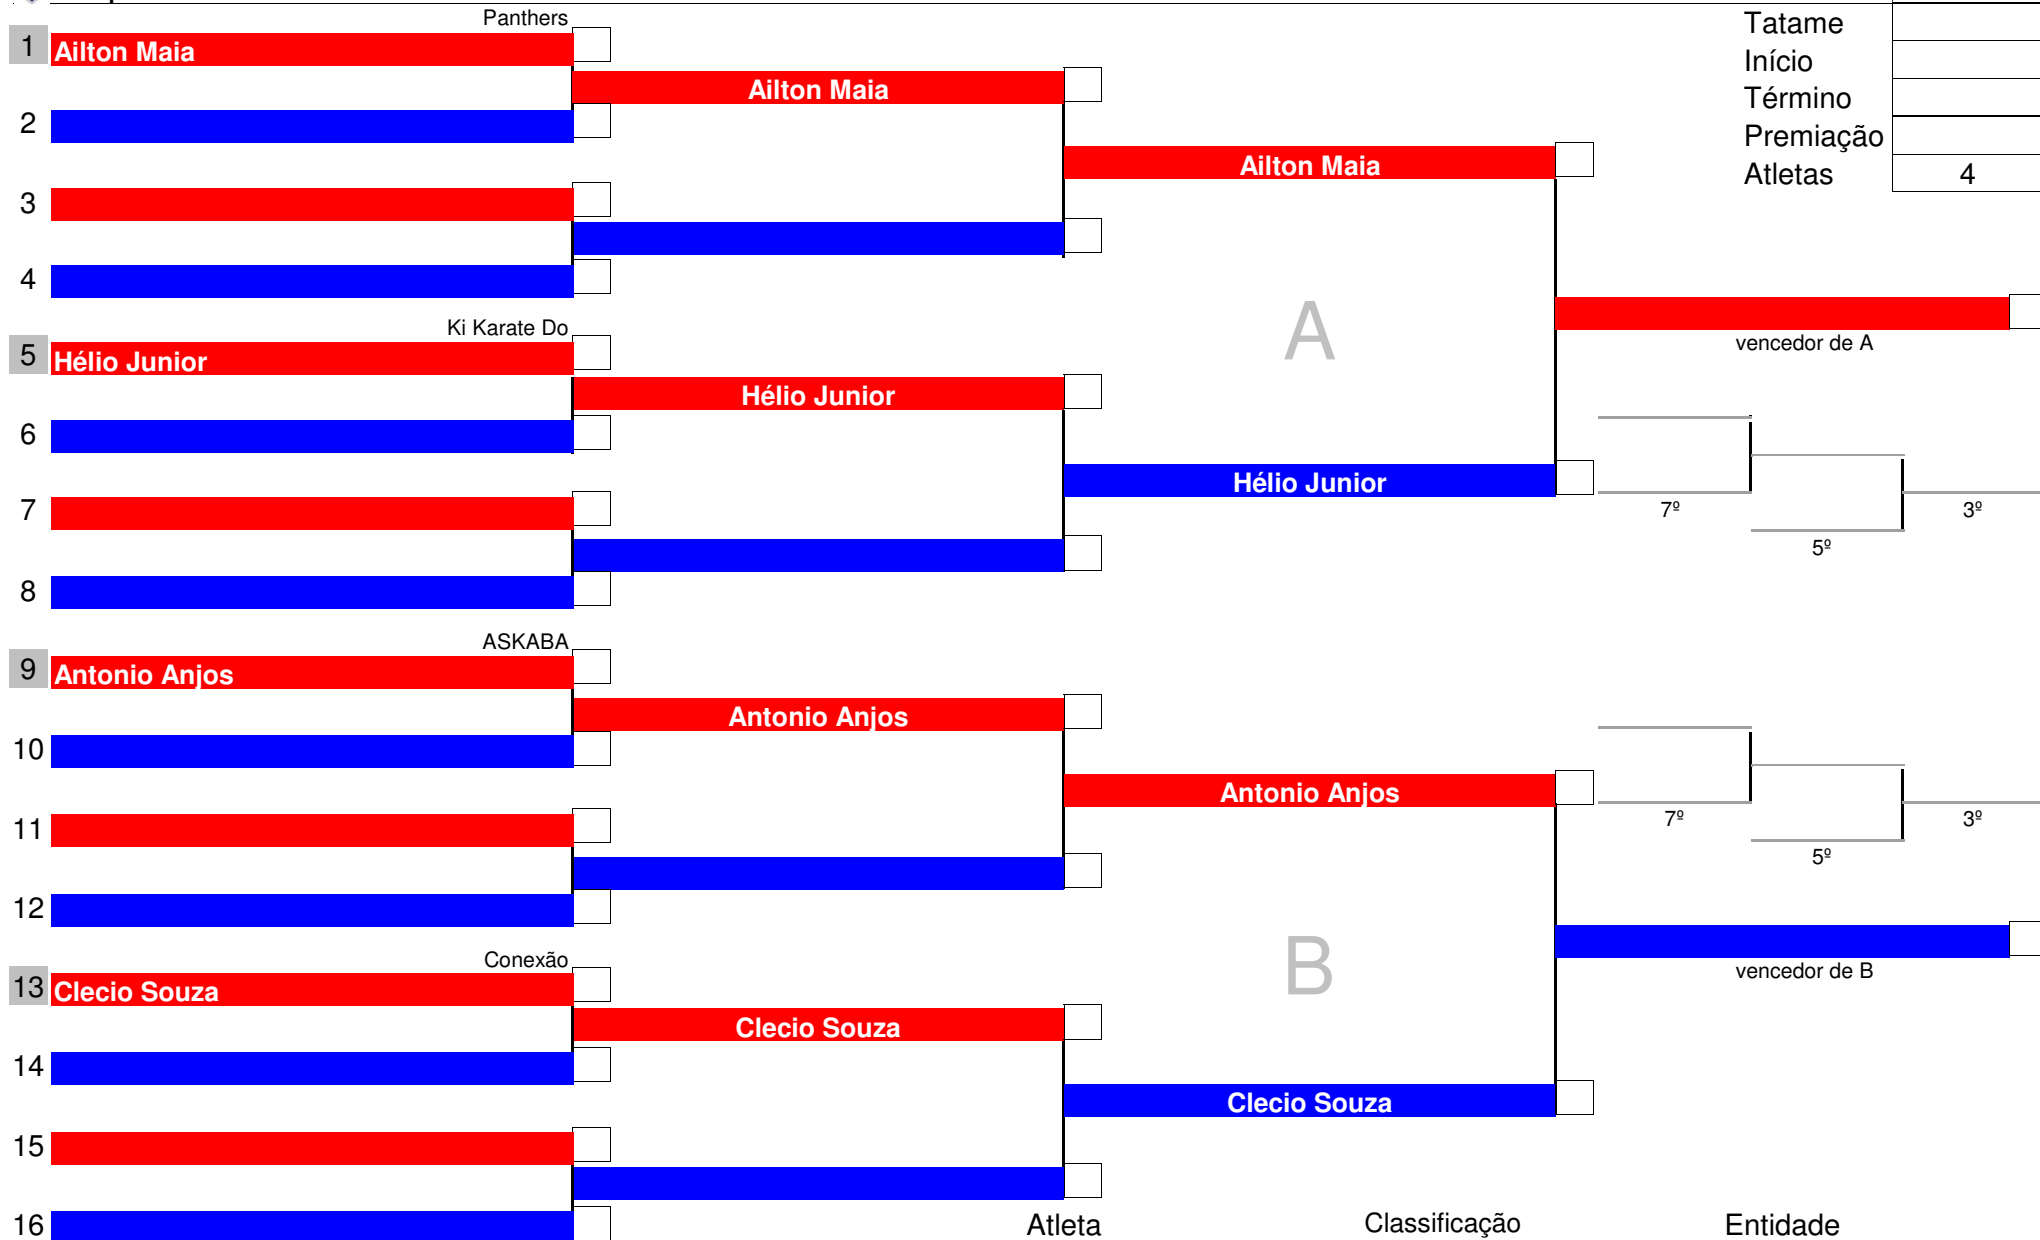 Panthers
Tatame
1 Ailton Maia
Início
Ailton Maia
Término
2
Premiação
Ailton Maia
Atletas 4
3
4
Ki Karate Do
A
5 Hélio Junior
vencedor de A
Hélio Junior
6
Hélio Junior
7
7º 3º
5º
8
ASKABA
9 Antonio Anjos
Antonio Anjos
10
Antonio Anjos
7º 3º
11
5º
12
Conexão
B
vencedor de B
13 Clecio Souza
Clecio Souza
14
Clecio Souza
15
16 Atleta Classificação Entidade